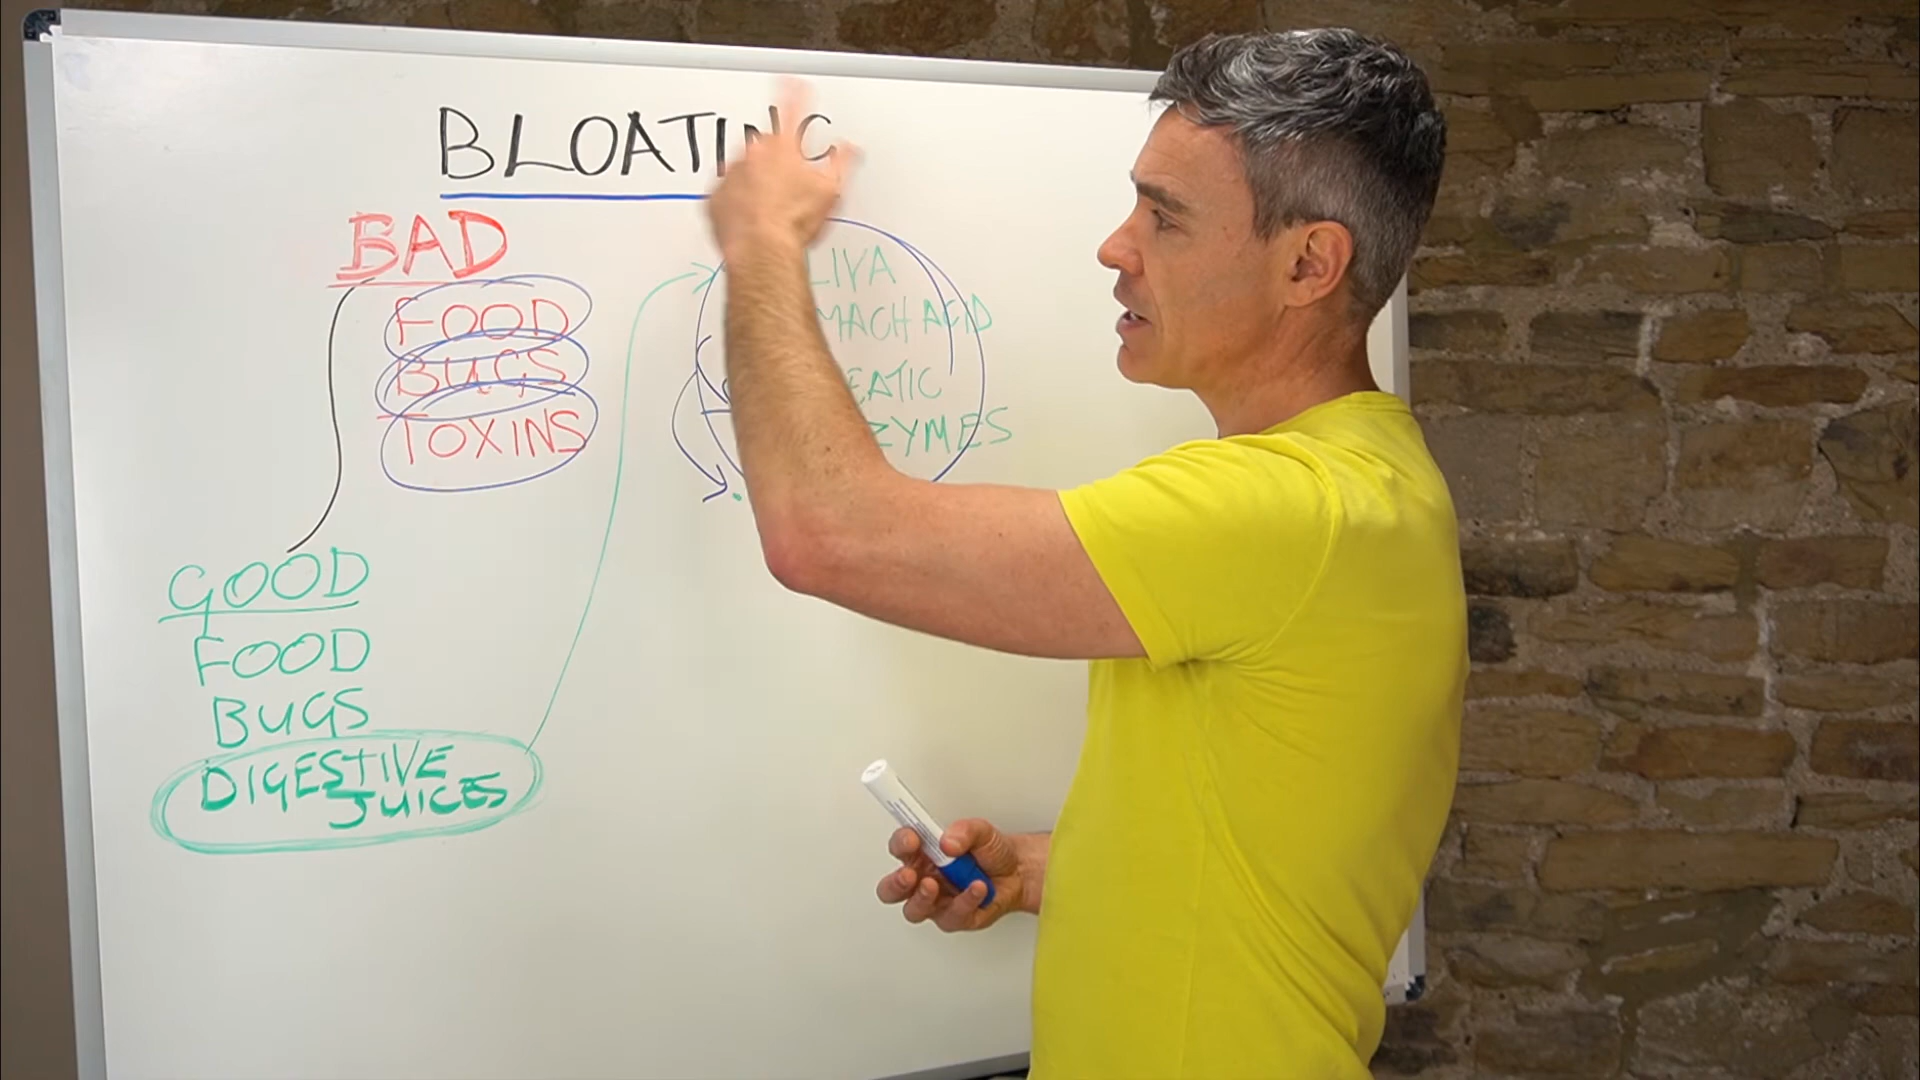 BLOATING
BAD
FOOD
BUGS
TOXINS
LIVA
MACH ACID
EATIC
ZYMES
GOOD
FOOD
BUGS
DIGESTIVE
JUICES